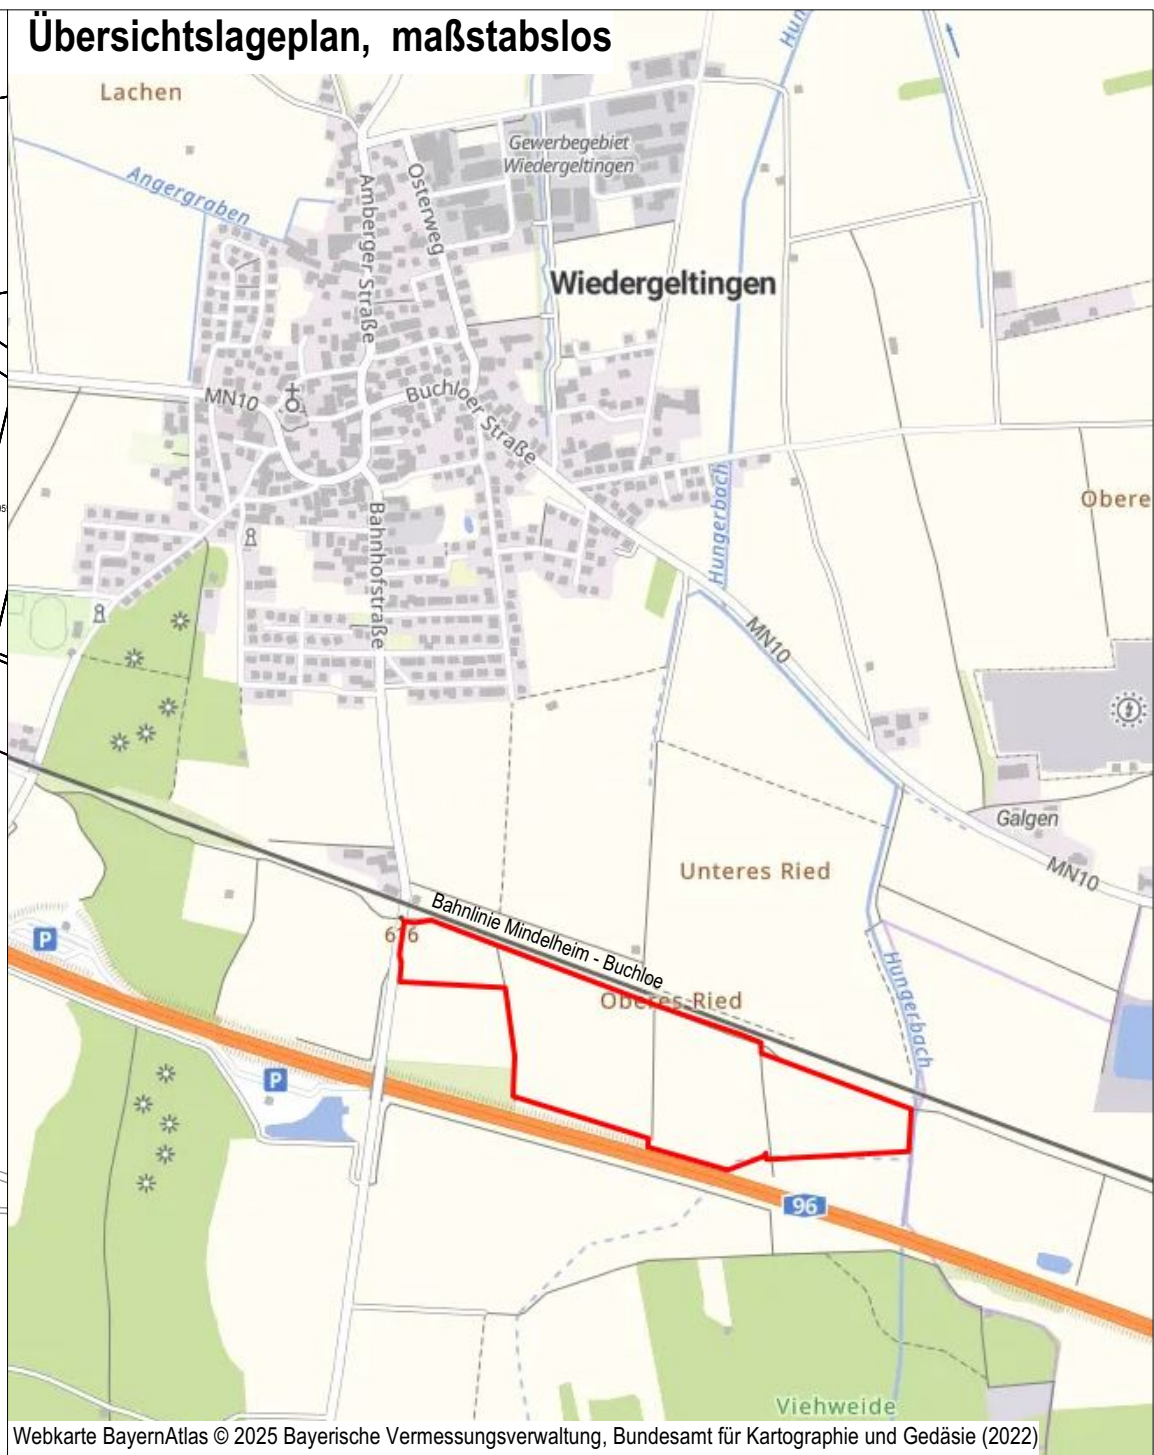 Übersichtslageplan, maßstabslos
Lachen
Angergraben
Amberger Straße
Osterweg
Gewerbegebiet
Wiedergeltingen
Wiedergeltingen
MN10
Buchloer Straße
Hungerbach
Obere
Bahnhofstraße
MN10
Galgen
MN10
Unteres Ried
Bahnlinie Mindelheim - Buchloe
616
P
Oberes Ried
Hungerbach
P
96
Viehweide
Webkarte BayernAtlas © 2025 Bayerische Vermessungsverwaltung, Bundesamt für Kartographie und Gedäsie (2022)